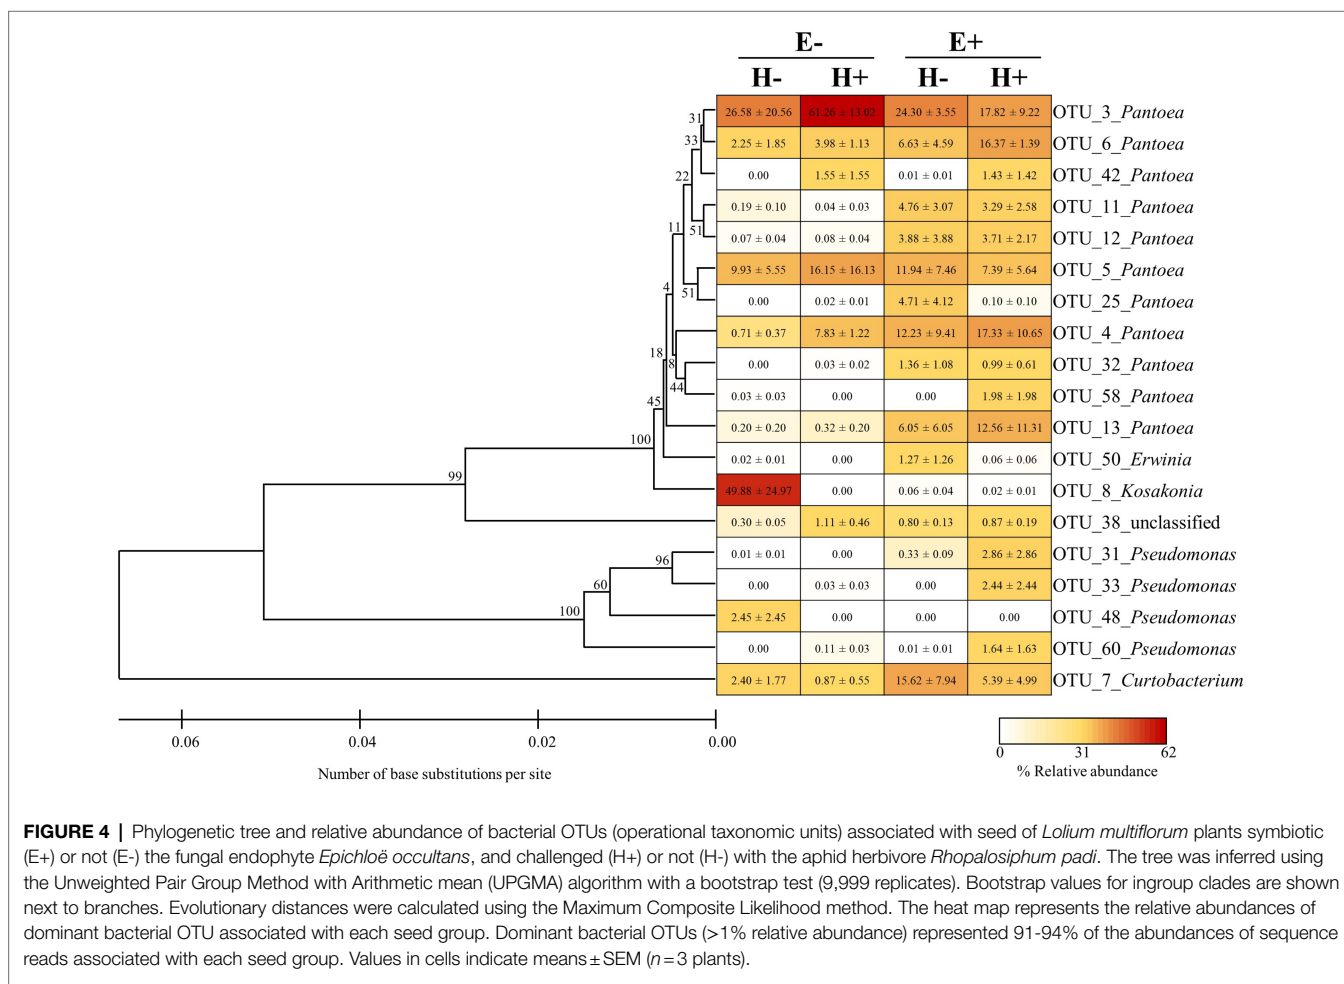 E- E+
H- H+ H- H+
26.58 ± 20.56 61.26 ± 13.02 24.30 ± 3.55 17.82 ± 9.22 OTU_3_Pantoea
31
2.25 ± 1.85 3.98 ± 1.13 6.63 ± 4.59 16.37 ± 1.39 OTU_6_Pantoea
33
0.00 1.55 ± 1.55 0.01 ± 0.01 1.43 ± 1.42 OTU_42_Pantoea
22
0.19 ± 0.10 0.04 ± 0.03 4.76 ± 3.07 3.29 ± 2.58 OTU_11_Pantoea
11 51
0.07 ± 0.04 0.08 ± 0.04 3.88 ± 3.88 3.71 ± 2.17 OTU_12_Pantoea
9.93 ± 5.55 16.15 ± 16.13 11.94 ± 7.46 7.39 ± 5.64 OTU_5_Pantoea
4 51
0.00 0.02 ± 0.01 4.71 ± 4.12 0.10 ± 0.10 OTU_25_Pantoea
0.71 ± 0.37 7.83 ± 1.22 12.23 ± 9.41 17.33 ± 10.65 OTU_4_Pantoea
18 8
0.00 0.03 ± 0.02 1.36 ± 1.08 0.99 ± 0.61 OTU_32_Pantoea
44
0.03 ± 0.03 0.00 0.00 1.98 ± 1.98 OTU_58_Pantoea
45
0.20 ± 0.20 0.32 ± 0.20 6.05 ± 6.05 12.56 ± 11.31 OTU_13_Pantoea
100
0.02 ± 0.01 0.00 1.27 ± 1.26 0.06 ± 0.06 OTU_50_Erwinia
99
49.88 ± 24.97 0.00 0.06 ± 0.04 0.02 ± 0.01 OTU_8_Kosakonia
0.30 ± 0.05 1.11 ± 0.46 0.80 ± 0.13 0.87 ± 0.19 OTU_38_unclassified
96
0.01 ± 0.01 0.00 0.33 ± 0.09 2.86 ± 2.86 OTU_31_Pseudomonas
60
0.00 0.03 ± 0.03 0.00 2.44 ± 2.44 OTU_33_Pseudomonas
100
2.45 ± 2.45 0.00 0.00 0.00 OTU_48_Pseudomonas
0.00 0.11 ± 0.03 0.01 ± 0.01 1.64 ± 1.63 OTU_60_Pseudomonas
2.40 ± 1.77 0.87 ± 0.55 15.62 ± 7.94 5.39 ± 4.99 OTU_7_Curtobacterium
0.06 0.04 0.02 0.00
Number of base substitutions per site
0 31 62
% Relative abundance
FIGURE 4 | Phylogenetic tree and relative abundance of bacterial OTUs (operational taxonomic units) associated with seed of Lolium multiflorum plants symbiotic
(E+) or not (E-) the fungal endophyte Epichloë occultans, and challenged (H+) or not (H-) with the aphid herbivore Rhopalosiphum padi. The tree was inferred using
the Unweighted Pair Group Method with Arithmetic mean (UPGMA) algorithm with a bootstrap test (9,999 replicates). Bootstrap values for ingroup clades are shown
next to branches. Evolutionary distances were calculated using the Maximum Composite Likelihood method. The heat map represents the relative abundances of
dominant bacterial OTU associated with each seed group. Dominant bacterial OTUs (>1% relative abundance) represented 91-94% of the abundances of sequence
reads associated with each seed group. Values in cells indicate means ± SEM (n = 3 plants).